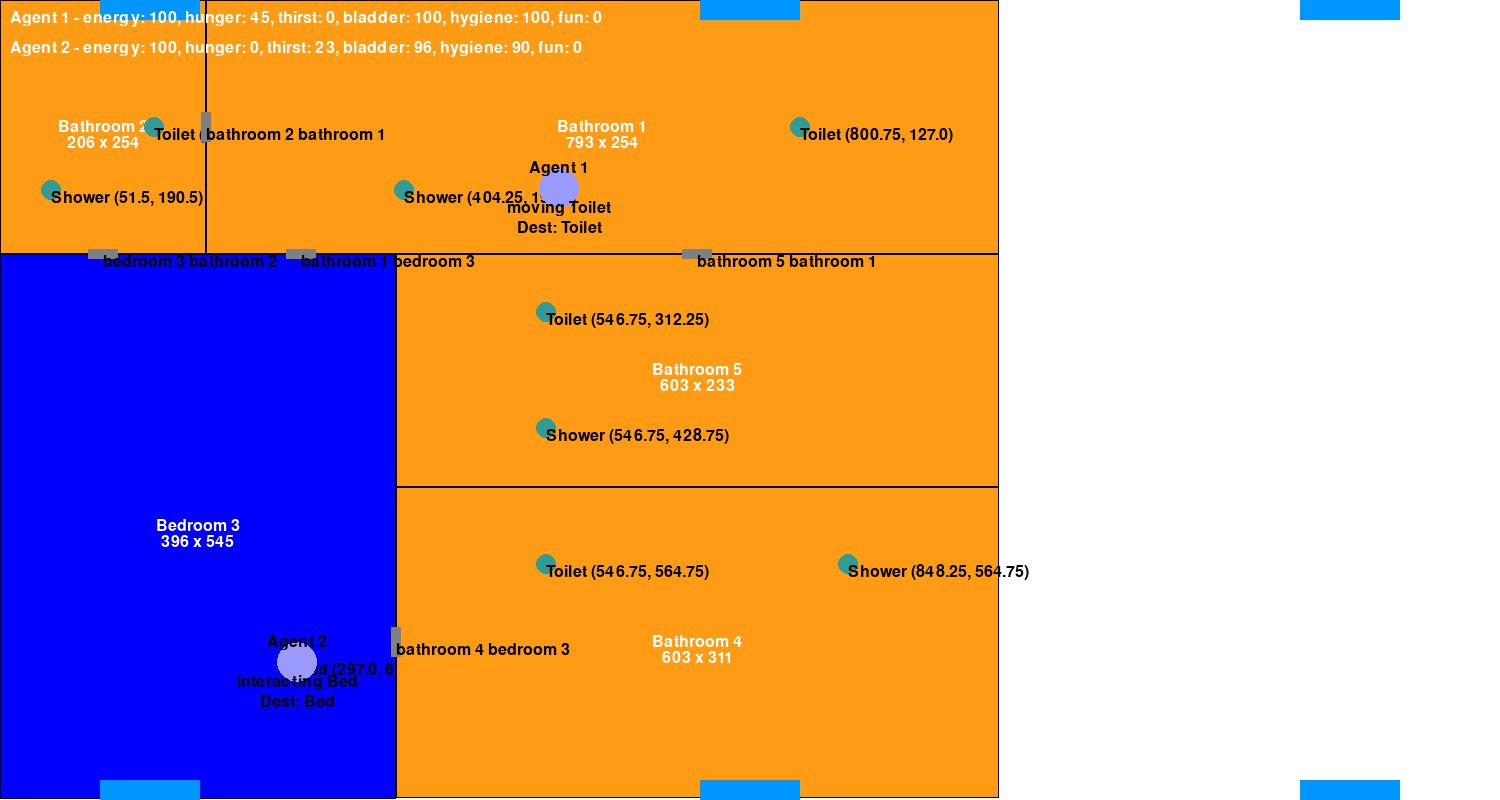 Agent 1 - energy: 100, hunger: 45, thirst: 0, bladder: 100, hygiene: 100, fun: 0
Agent 2 - energy: 100, hunger: 0, thirst: 23, bladder: 96, hygiene: 90, fun: 0
Bathroom 2
206 x 254
Toilet (
bathroom 2 bathroom 1
Bathroom 1
793 x 254
Toilet (800.75, 127.0)
Agent 1
Shower (51.5, 190.5)
Shower (404.25,
moving Toilet
Dest: Toilet
bedroom 3 bathroom 2
bathroom 1 bedroom 3
bathroom 5 bathroom 1
Toilet (546.75, 312.25)
Bathroom 5
603 x 233
Shower (546.75, 428.75)
Bedroom 3
396 x 545
Toilet (546.75, 564.75)
Shower (848.25, 564.75)
Agent 2
bathroom 4 bedroom 3
Bathroom 4
603 x 311
(297.0,
interacting Bed
Dest: Bed